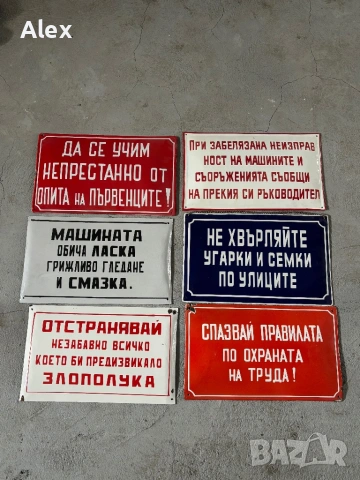 Alex
ДА СЕ УЧИМ
НЕПРЕСТАННО ОТ
ОПИТА НА ПЪРВЕНЦИТЕ!
ПРИ ЗАБЕЛЯЗАНА НЕИЗПРАВ
НОСТ НА МАШИНИТЕ И
СЪОРЪЖЕНИЯТА СЪОБЩИ
НА ПРЕКИЯ СИ РЪКОВОДИТЕЛ
МАШИНАТА
ОБИЧА ЛАСКА
ГРИЖЛИВО ГЛЕДАНЕ
И СМАЗКА.
НЕ ХВЪРЛЯЙТЕ
УГАРКИ И СЕМКИ
ПО УЛИЦИТЕ
ОТСТРАНЯВАЙ
НЕЗАБАВНО ВСИЧКО
КОЕТО БИ ПРЕДИЗВИКАЛО
ЗЛОПОЛУКА
СПАЗВАЙ ПРАВИЛАТА
ПО ОХРАНАТА
НА ТРУДА!
BAZAR